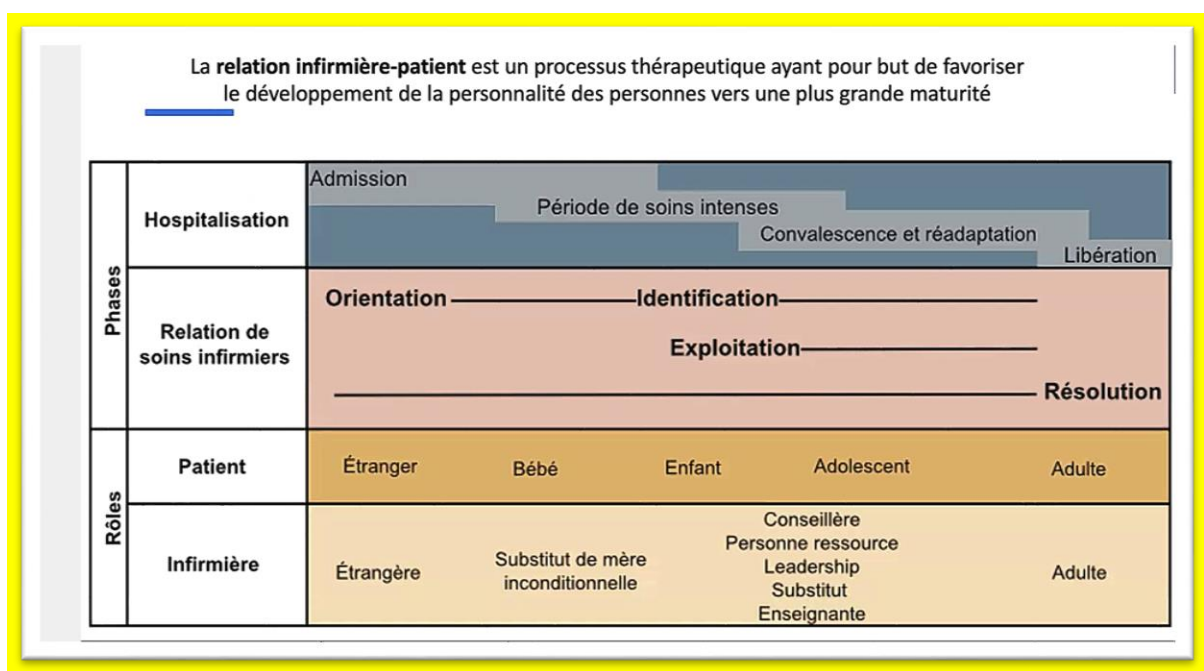 La relation infirmière-patient est un processus thérapeutique ayant pour but de favoriser
le développement de la personnalité des personnes vers une plus grande maturité
Phases
Hospitalisation
Admission
Période de soins intenses
Convalescence et réadaptation
Libération
Relation de
soins infirmiers
Orientation
Identification
Exploitation
Résolution
Rôles
Patient
Étranger
Bébé
Enfant
Adolescent
Adulte
Infirmière
Étrangère
Substitut de mère
inconditionnelle
Conseillère
Personne ressource
Leadership
Substitut
Enseignante
Adulte